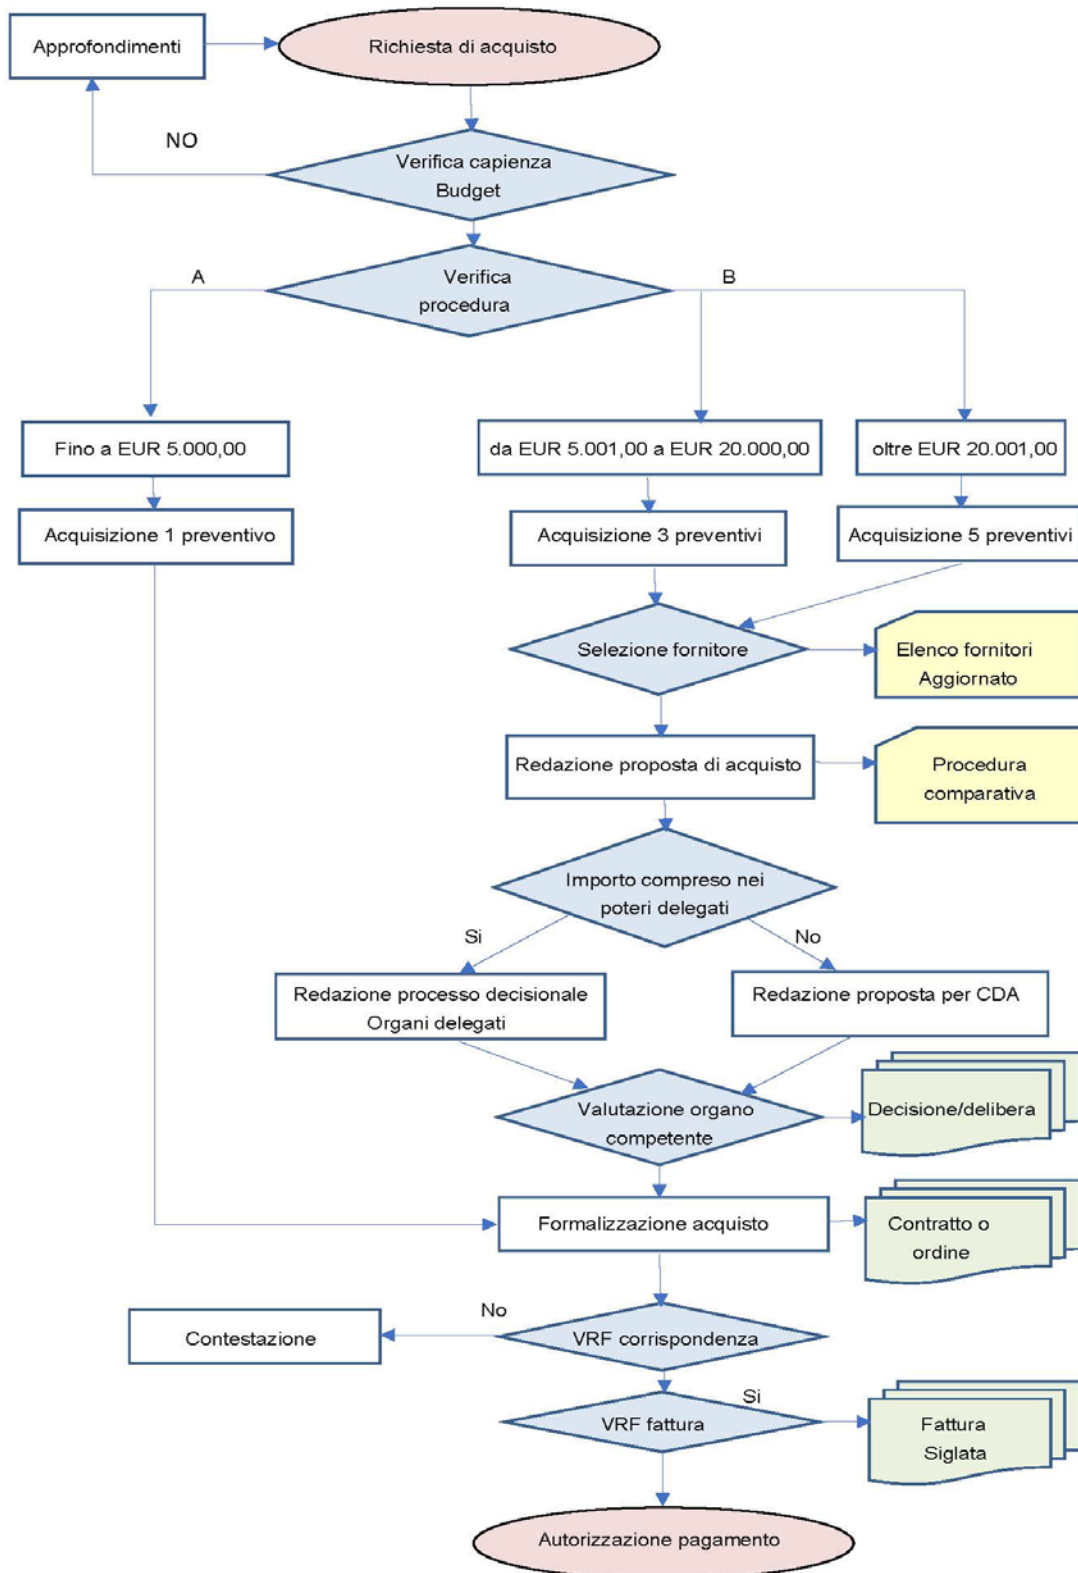 Approfondimenti
Richiesta di acquisto
NO
Verifica capienza
Budget
A
Verifica
procedura
B
Fino a EUR 5.000,00
da EUR 5.001,00 a EUR 20.000,00
oltre EUR 20.001,00
Acquisizione 1 preventivo
Acquisizione 3 preventivi
Acquisizione 5 preventivi
Selezione fornitore
Elenco fornitori
Aggiornato
Redazione proposta di acquisto
Procedura
comparativa
Importo compreso nei
poteri delegati
Si
No
Redazione processo decisionale
Organi delegati
Redazione proposta per CDA
Valutazione organo
competente
Decisione/delibera
Formalizzazione acquisto
Contratto o
ordine
No
Contestazione
VRF corrispondenza
Si
VRF fattura
Fattura
Siglata
Autorizzazione pagamento